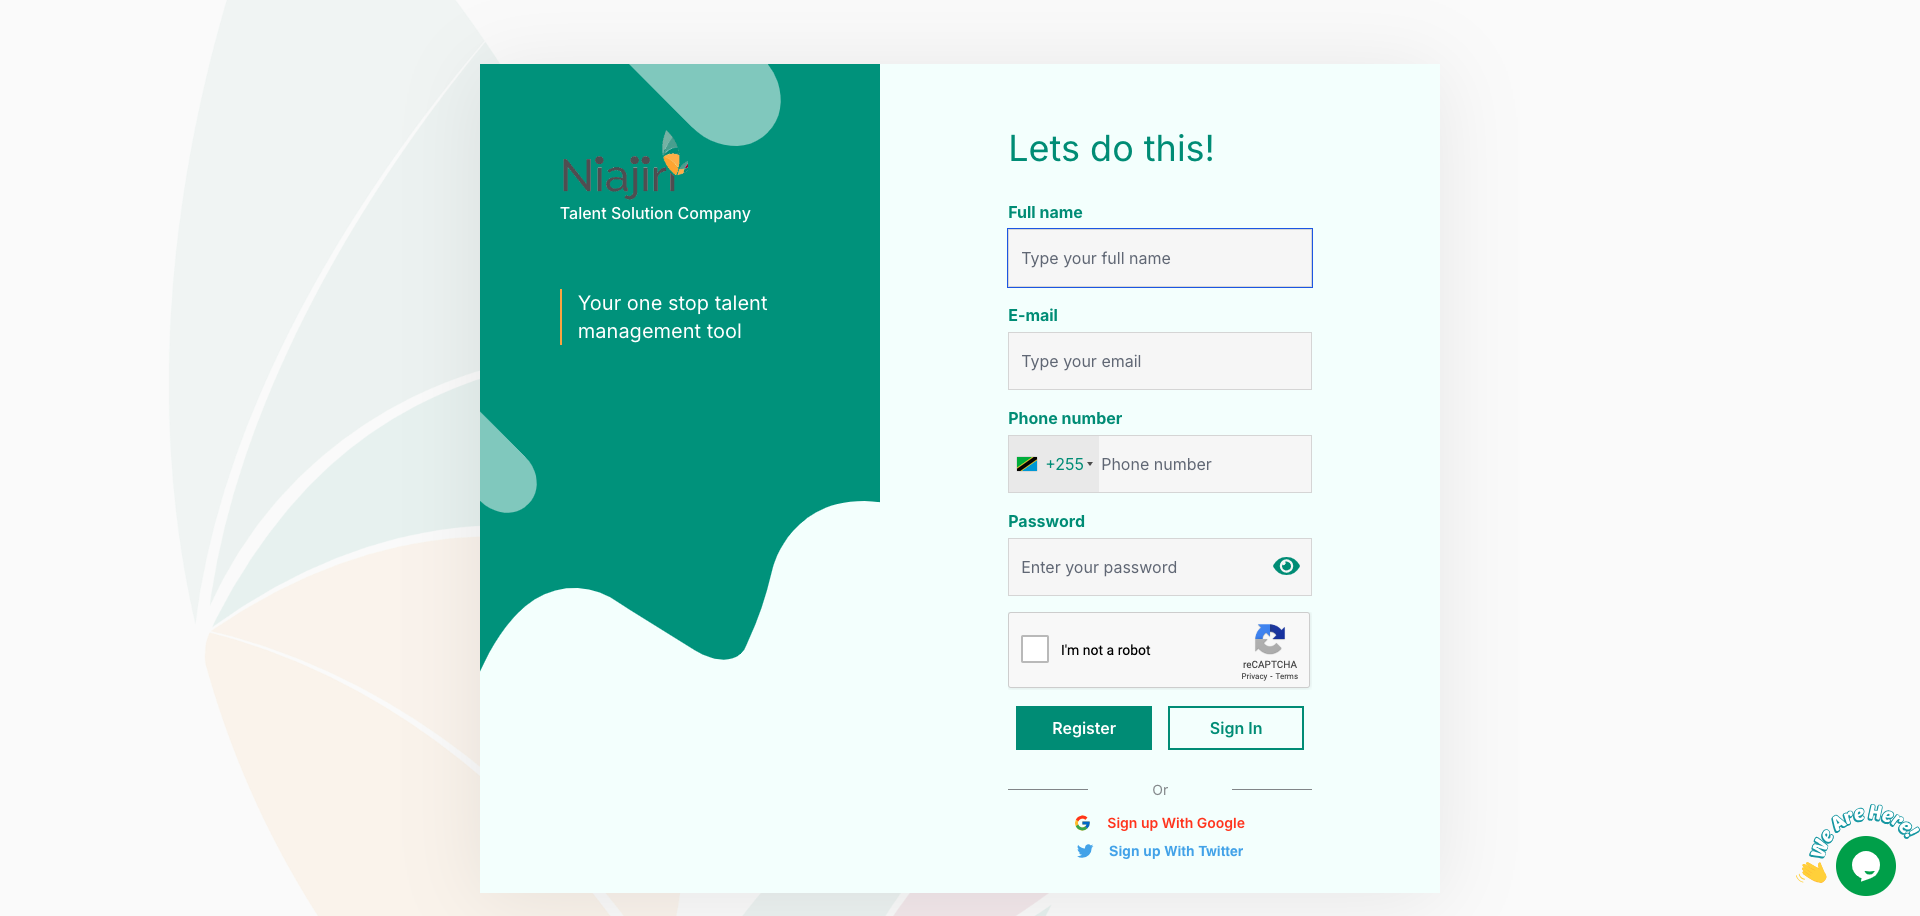 Niajiri
Talent Solution Company
Your one stop talent
management tool
Lets do this!
Full name
Type your full name
E-mail
Type your email
Phone number
+255 Phone number
Password
Enter your password
I'm not a robot
reCAPTCHA
Privacy - Terms
Register
Sign In
Or
Sign up With Google
Sign up With Twitter
We Are Here!